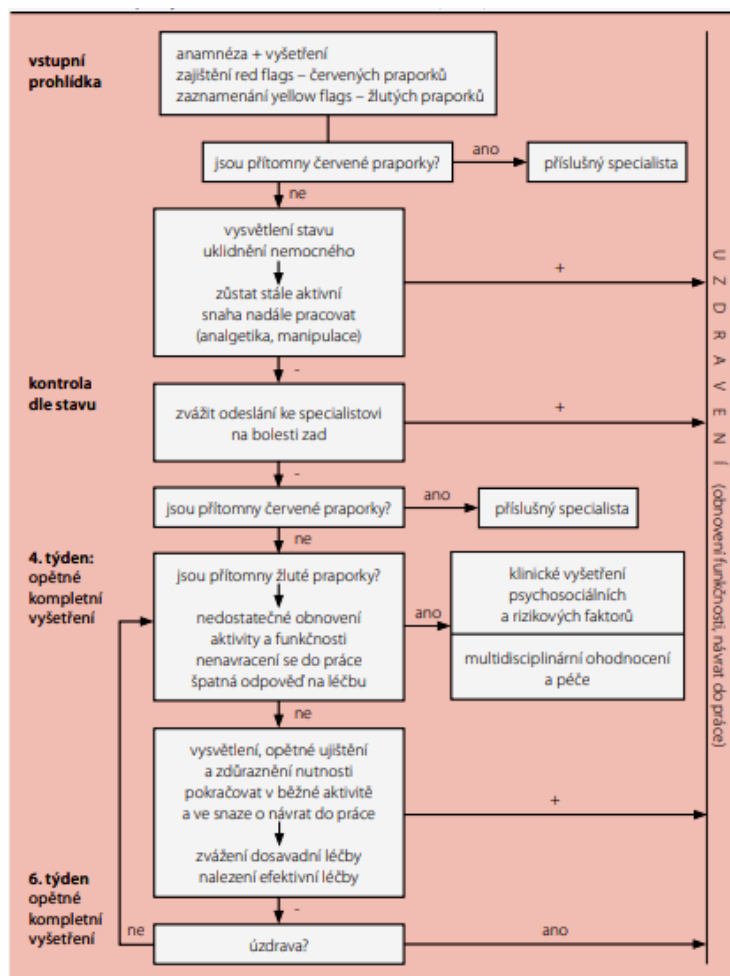 vstupní
prohlídka
anamnéza + vyšetření
zajištění red flags – červených praporků
zaznamenání yellow flags – žlutých praporků
jsou přítomny červené praporky?
ano
příslušný specialista
ne
vysvětlení stavu
uklidnění nemocného
zůstat stále aktivní
snaha nadále pracovat
(analgetika, manipulace)
+
-
kontrola
dle stavu
zvážit odeslání ke specialistovi
na bolesti zad
+
-
jsou přítomny červené praporky?
ano
příslušný specialista
ne
4. týden:
opětné
kompletní
vyšetření
jsou přítomny žluté praporky?
nedostatečné obnovení
aktivity a funkčnosti
nenavracení se do práce
špatná odpověď na léčbu
ano
klinické vyšetření
psychosociálních
a rizikových faktorů
multidisciplinární ohodnocení
a péče
ne
vysvětlení, opětné ujištění
a zdůraznění nutnosti
pokračovat v běžné aktivitě
a ve snaze o návrat do práce
zvážení dosavadní léčby
nalezení efektivní léčby
+
-
6. týden
opětné
kompletní
vyšetření
ne
úzdrava?
ano
U Z D R A V E N Í (obnovení funkčnosti, návrat do práce)